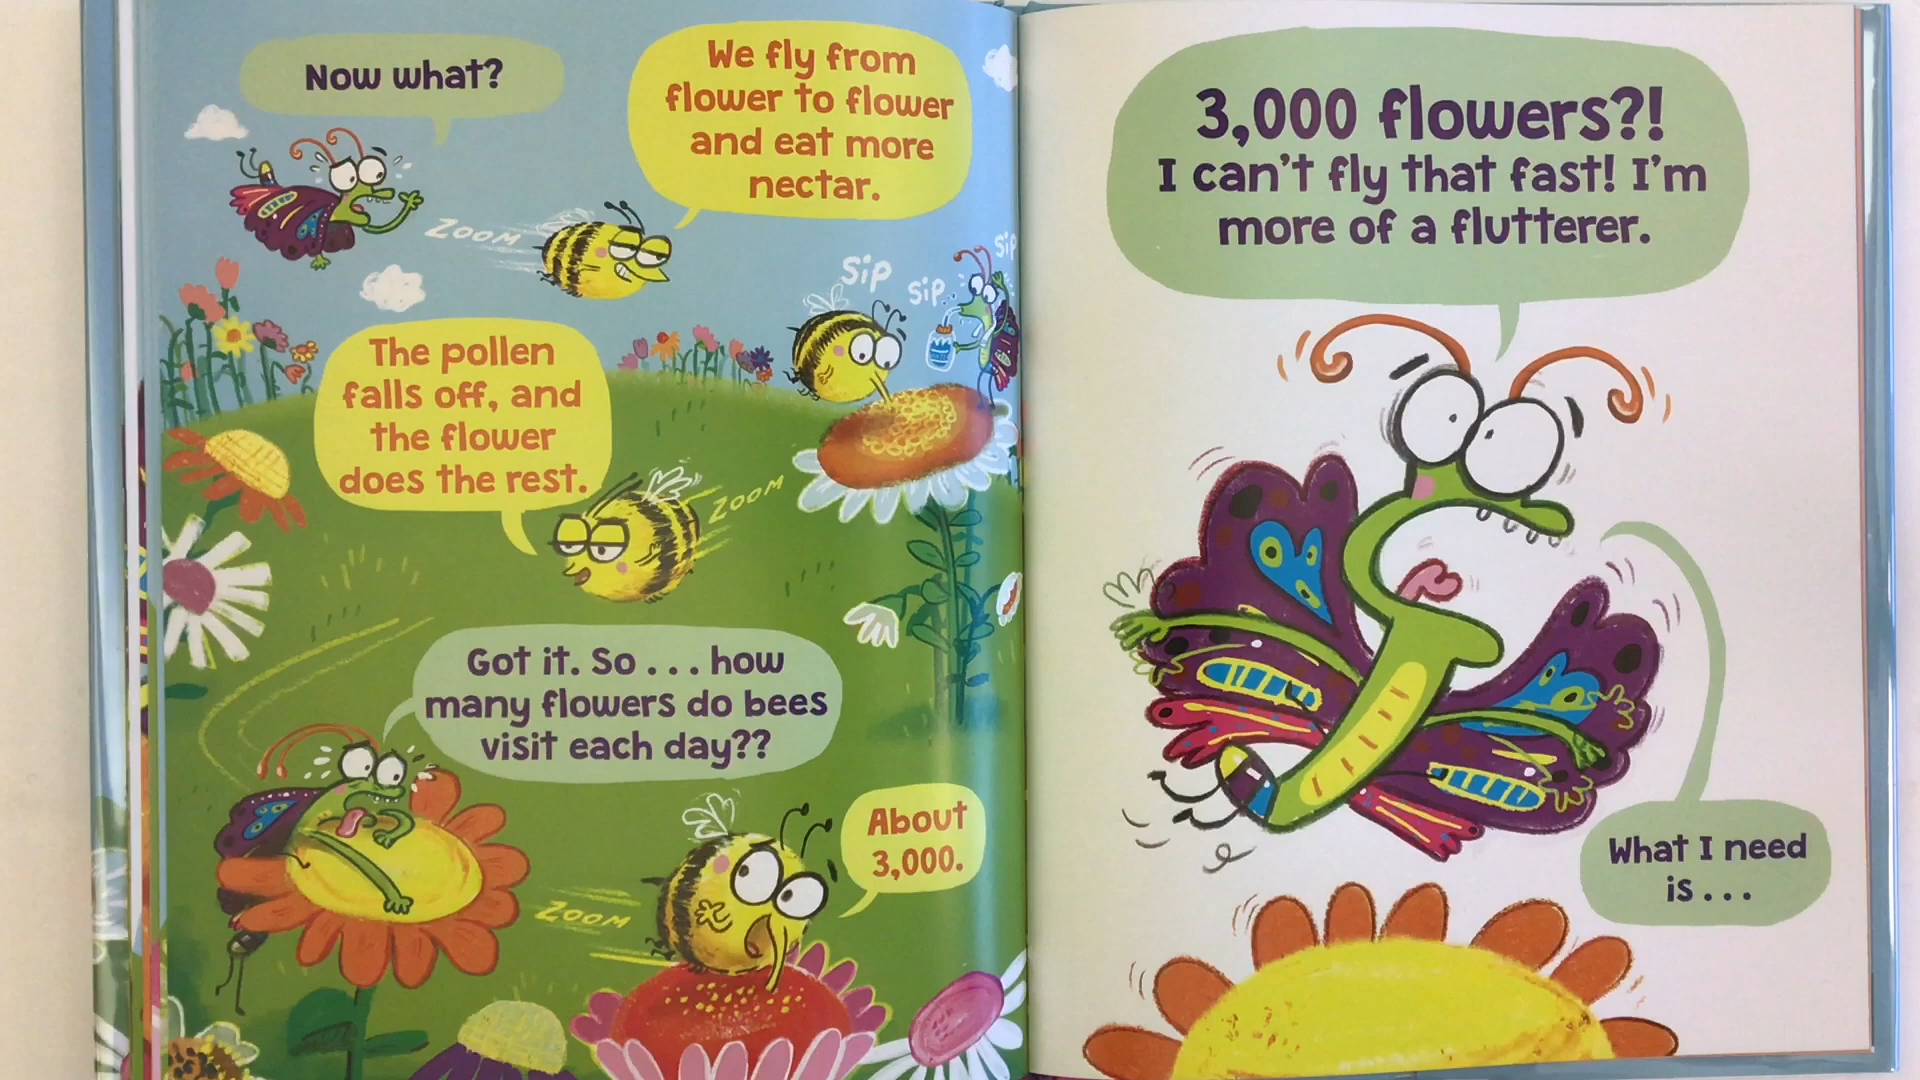 Now what?
We fly from
flower to flower
and eat more
nectar.
ZOOM
sip
sip
sip
The pollen
falls off, and
the flower
does the rest.
ZOOM
Got it. So . . . how
many flowers do bees
visit each day??
About
3,000.
ZOOM
3,000 flowers?!
I can't fly that fast! I'm
more of a flutterer.
What I need
is . . .